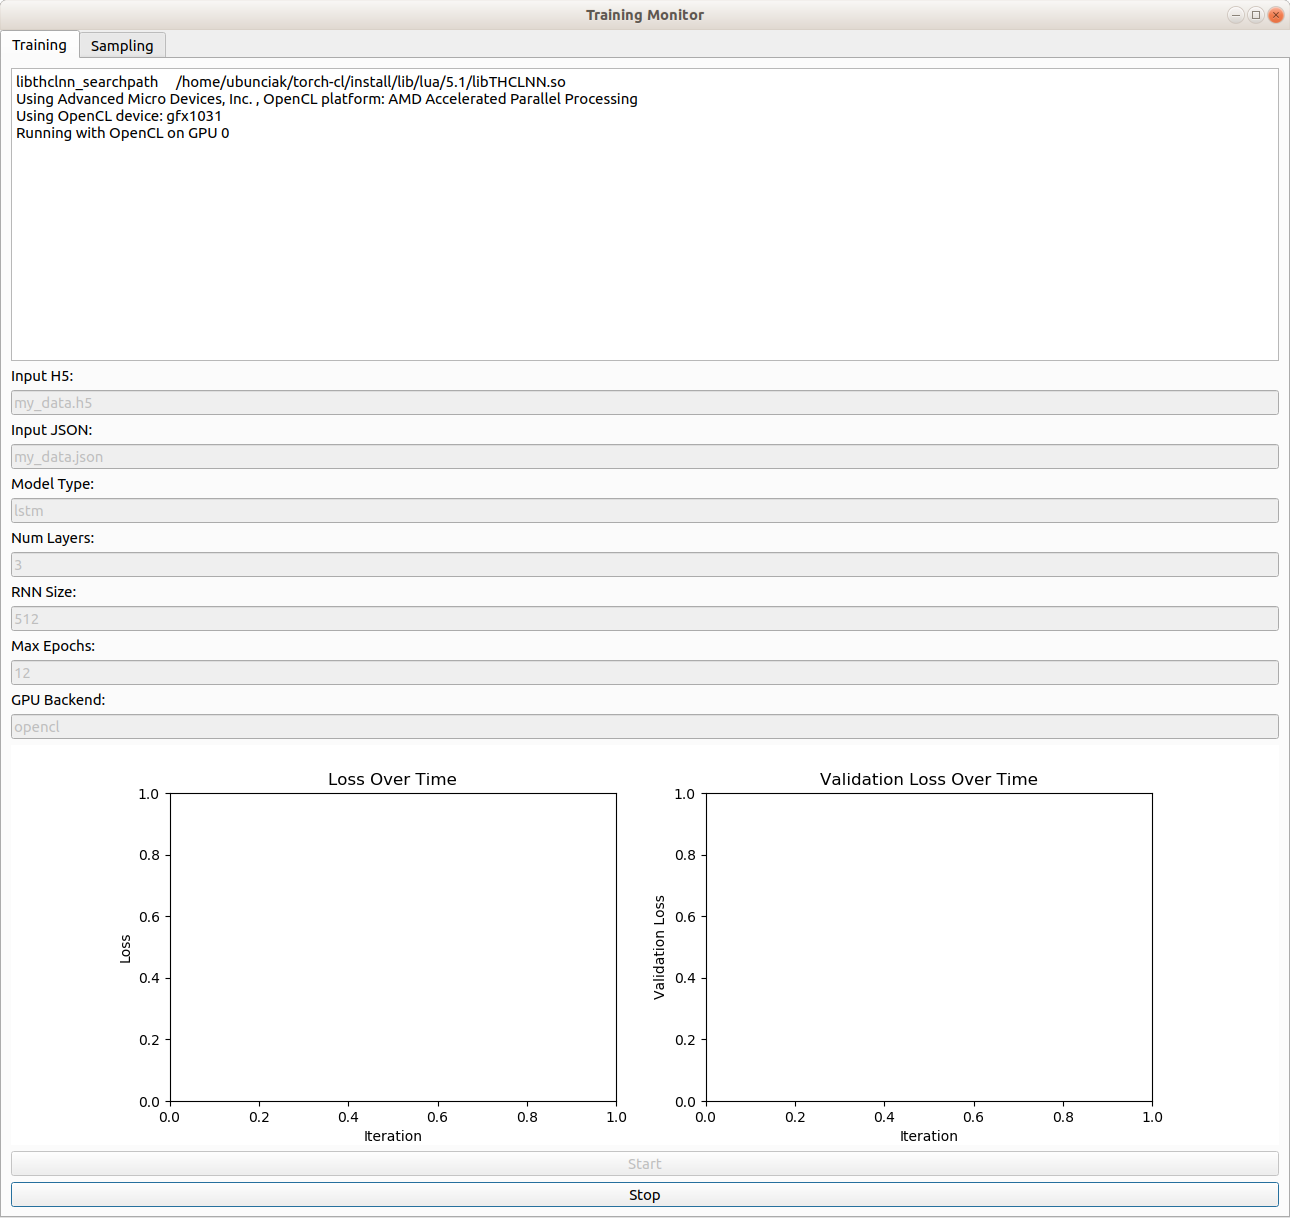 Training Monitor
Training Sampling
libthclnn_searchpath /home/ubunciak/torch-cl/install/lib/lua/5.1/libTHCLNN.so
Using Advanced Micro Devices, Inc. , OpenCL platform: AMD Accelerated Parallel Processing
Using OpenCL device: gfx1031
Running with OpenCL on GPU 0
Input H5:
my_data.h5
Input JSON:
my_data.json
Model Type:
lstm
Num Layers:
3
RNN Size:
512
Max Epochs:
12
GPU Backend:
opencl
Loss Over Time
1.0
0.8
0.6
0.4
0.2
0.0
Loss
0.0 0.2 0.4 0.6 0.8 1.0
Iteration
Validation Loss Over Time
1.0
0.8
0.6
0.4
0.2
0.0
Validation Loss
0.0 0.2 0.4 0.6 0.8 1.0
Iteration
Start
Stop